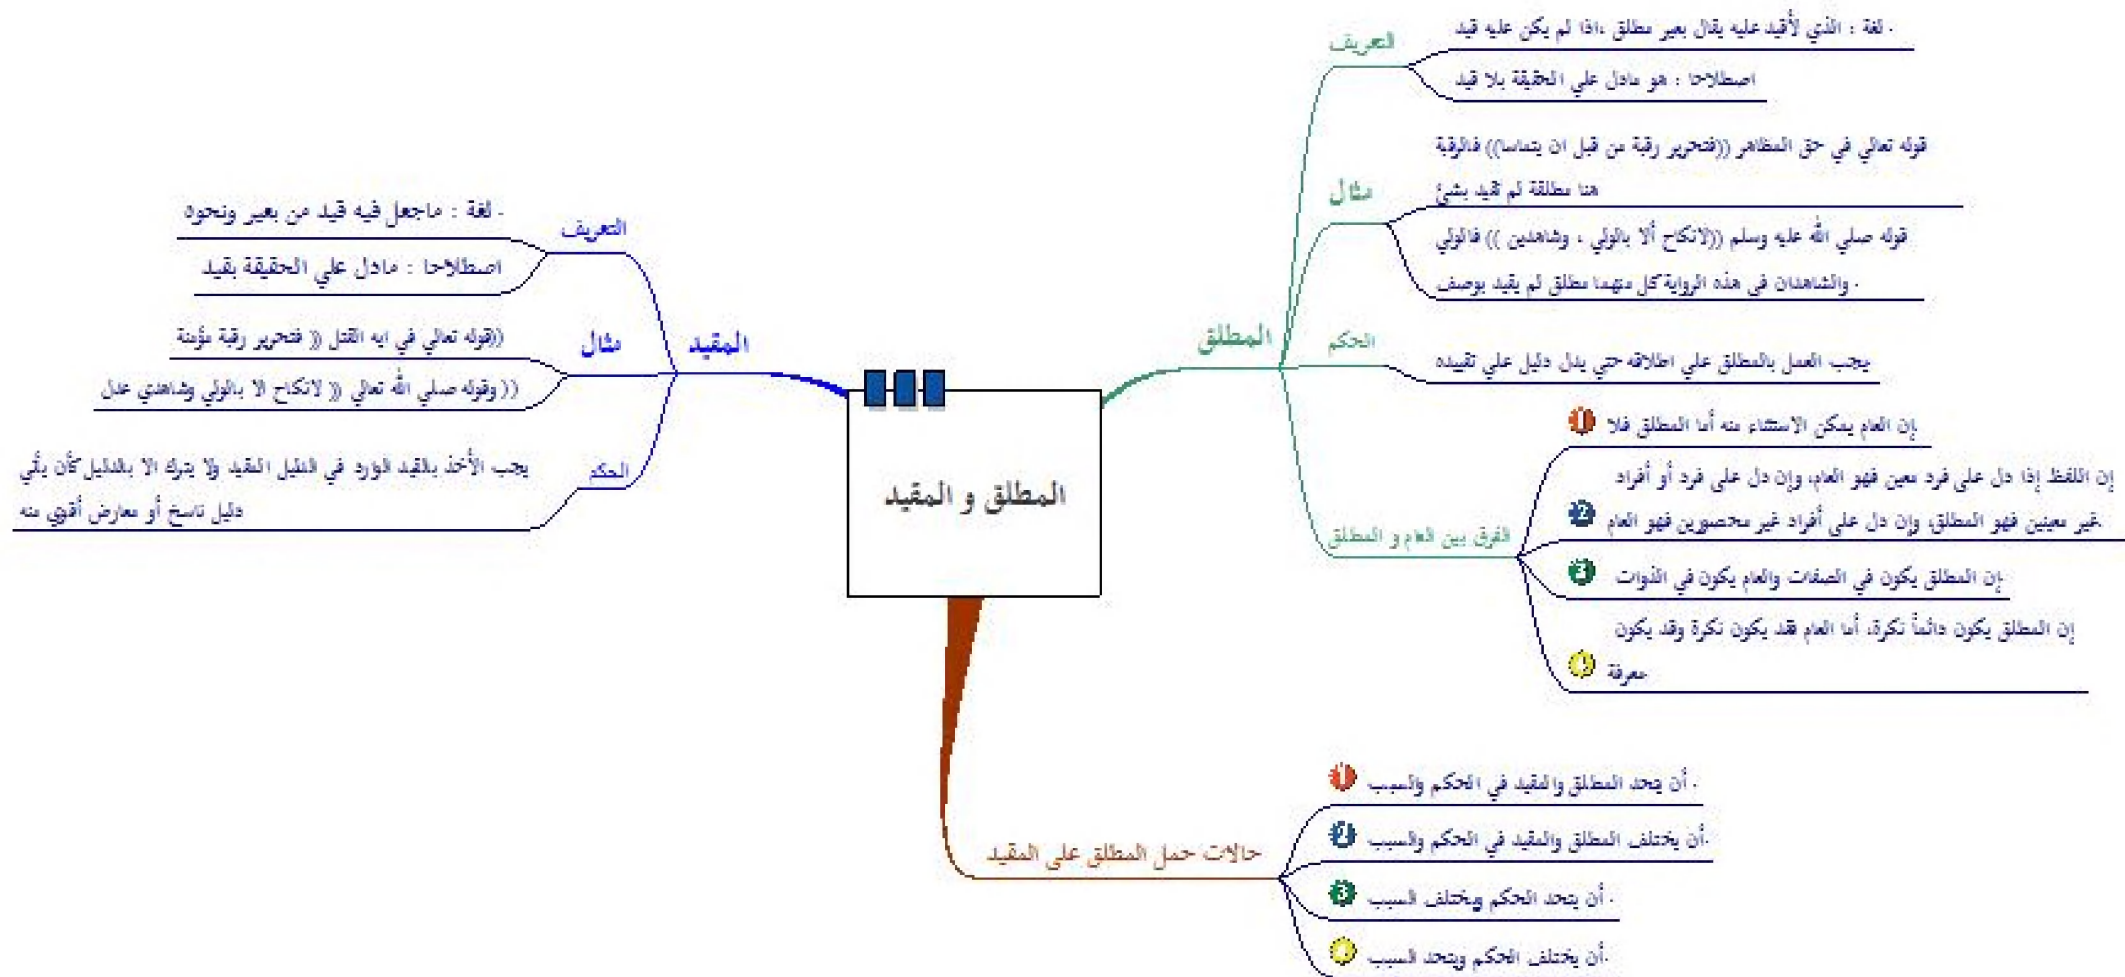 المطلق و المقيد
المطلق
التعريف
. لغة : الذي لأقيد عليه يقال بعير مطلق ،اذا لم يكن عليه قيد
اصطلاحا : هو مادل علي الحقيقة بلا قيد
مثال
قوله تعالي في حق المظاهر ((فتحرير رقبة من قبل ان يتماسا)) فالرقبة
هنا مطلقة لم تقيد بشئ
قوله صلي الله عليه وسلم ((لانكاح ألا بالولي ، وشاهدين )) فالولي
. والشاهدان في هذه الرواية كل منهما مطلق لم يقيد بوصف
الحكم
يجب العمل بالمطلق علي اطلاقه حتي يدل دليل علي تقييده
الفرق بين العام و المطلق
1 إن العام يمكن الاستثناء منه أما المطلق فلا.
إن اللفظ إذا دل على فرد معين فهو العام، وإن دل على فرد أو أفراد
2 غير معينين فهو المطلق، وإن دل على أفراد غير محصورين فهو العام.
3 إن المطلق يكون في الصفات والعام يكون في الذوات.
إن المطلق يكون دائماً نكرة، أما العام فقد يكون نكرة وقد يكون
4 معرفة.
المقيد
التعريف
. لغة : ماجعل فيه قيد من بعير ونحوه
اصطلاحا : مادل علي الحقيقة بقيد
مثال
((قوله تعالي في ايه القتل (( فتحرير رقبة مؤمنة
(( وقوله صلي الله تعالي (( لانكاح الا بالولي وشاهدي عدل
الحكم
يجب الأخذ بالقيد الورد في الدليل المقيد ولا يترك الا بالدليل كأن يأتي
دليل ناسخ أو معارض أقوي منه
حالات حمل المطلق على المقيد
1 أن يتحد المطلق والمقيد في الحكم والسبب .
2 أن يختلف المطلق والمقيد في الحكم والسبب.
3 أن يتحد الحكم ويختلف السبب .
4 أن يختلف الحكم ويتحد السبب.